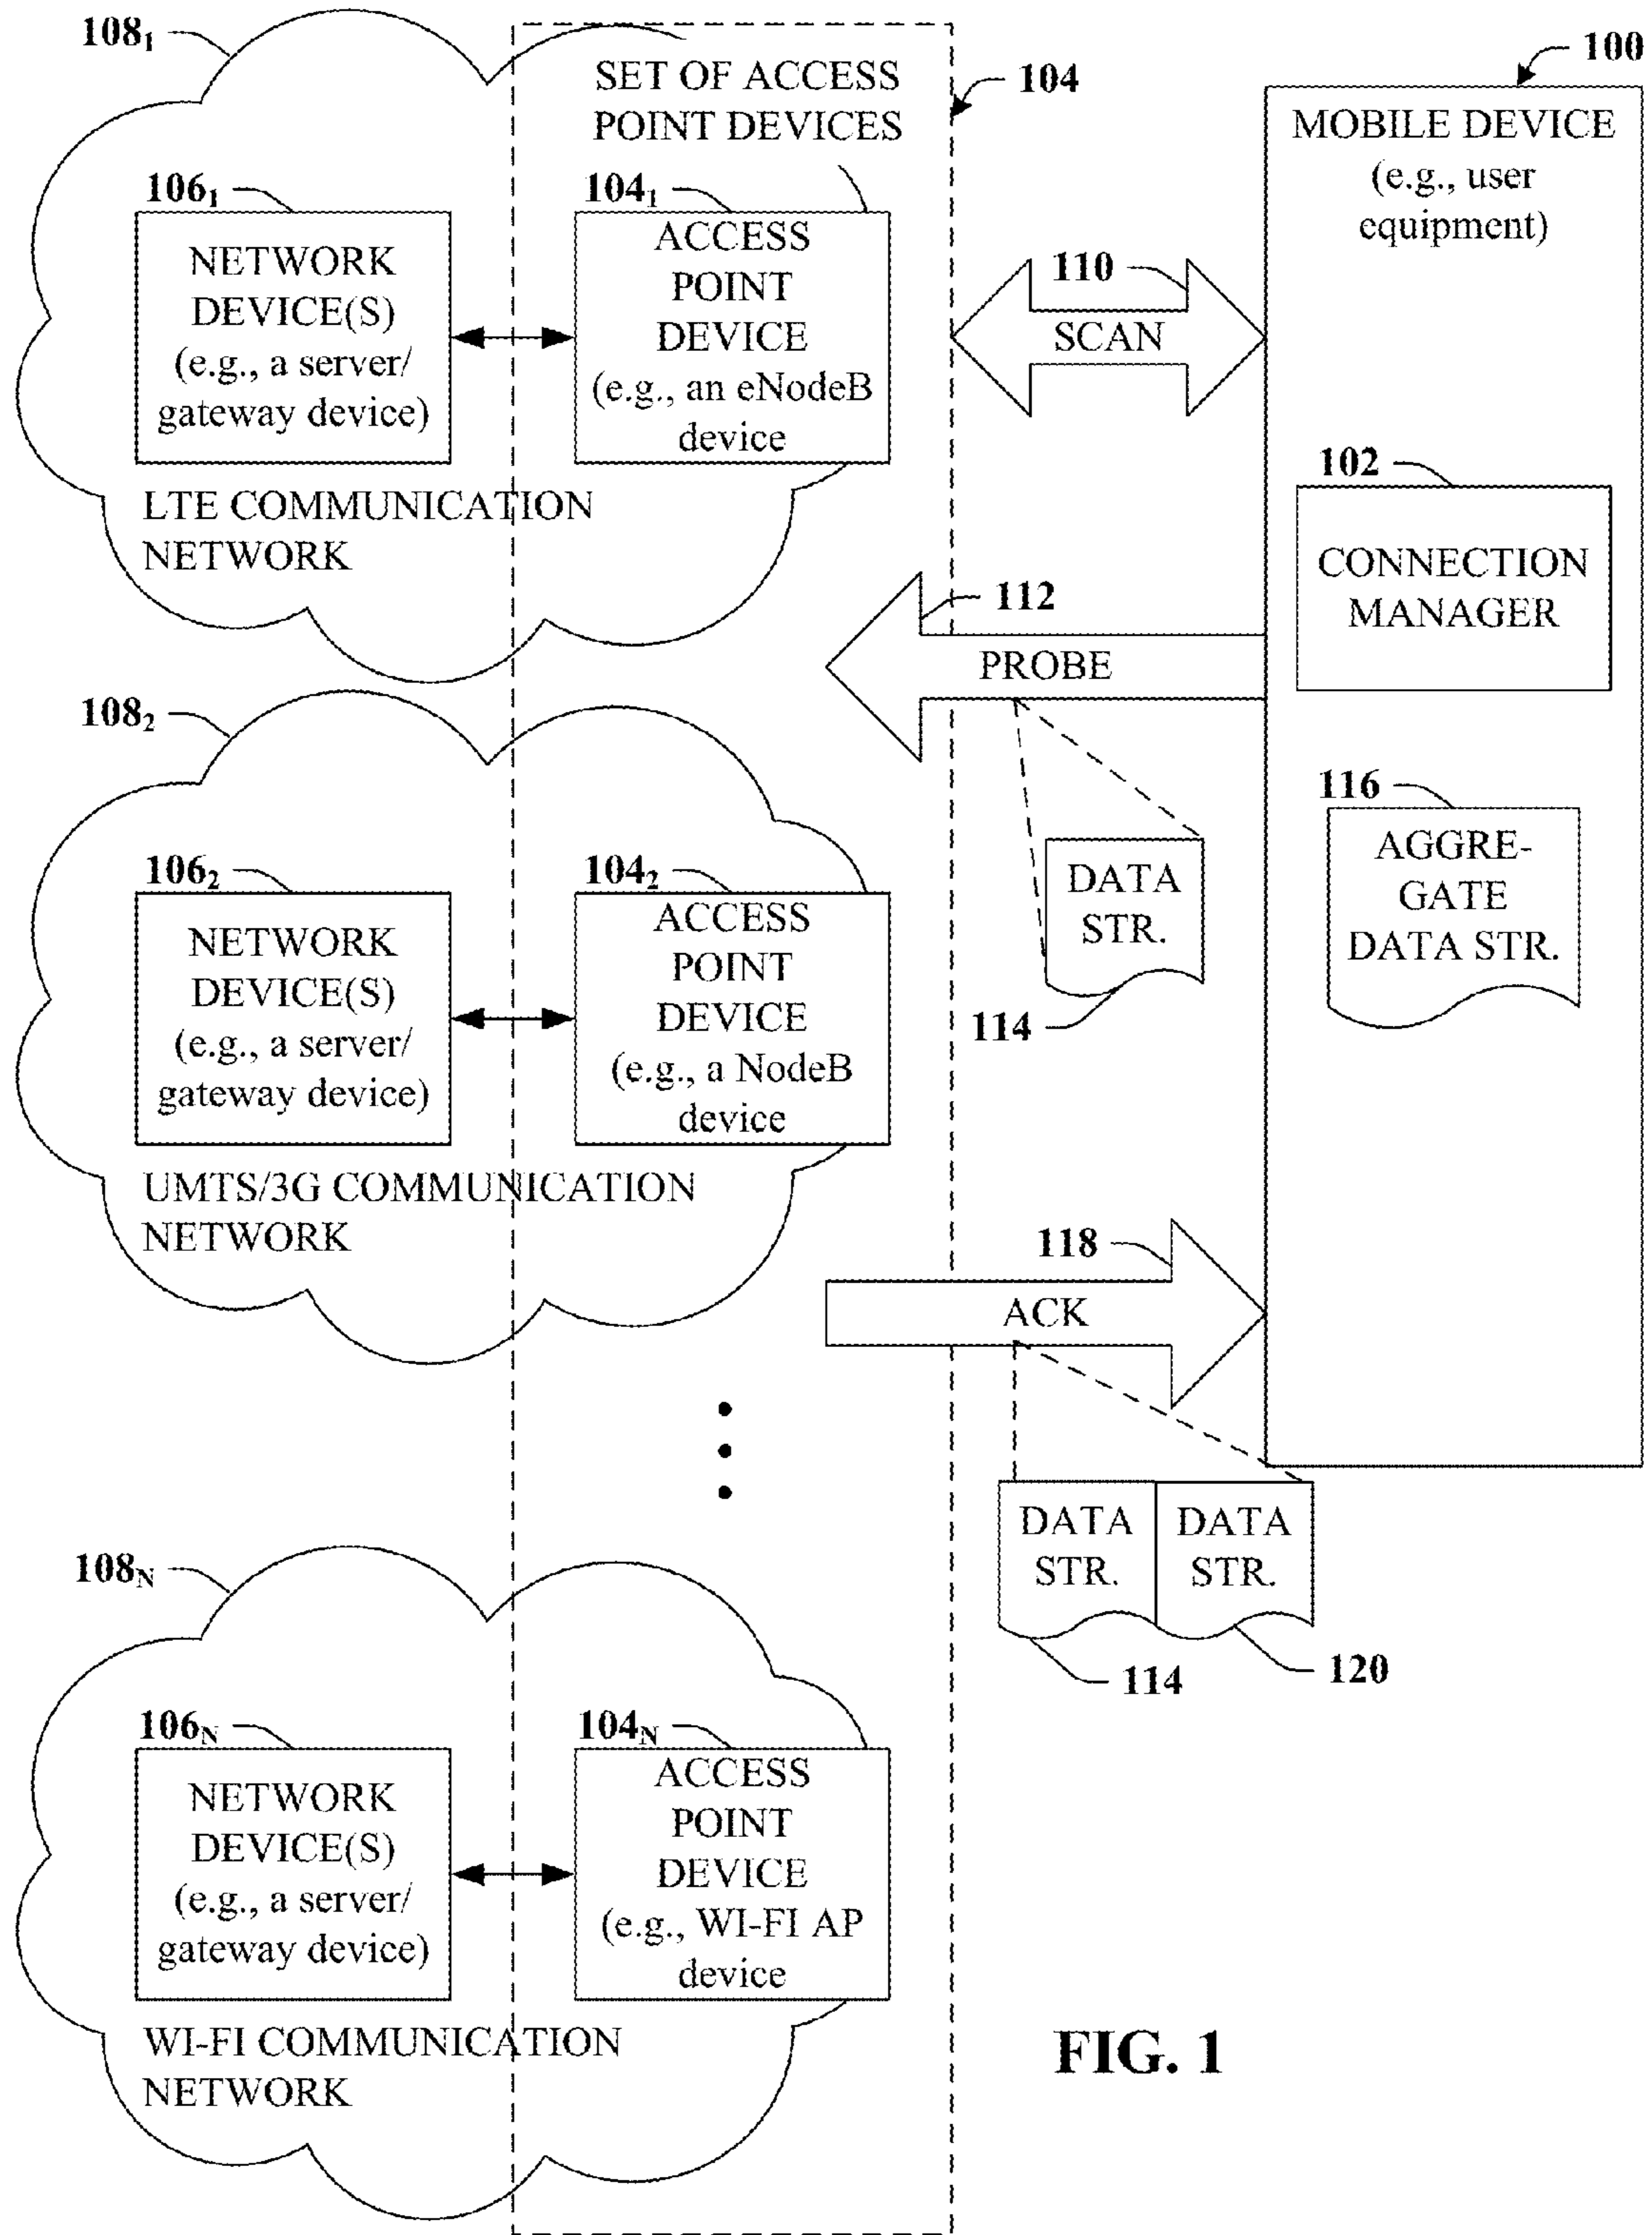 108₁
SET OF ACCESS
POINT DEVICES
104
106₁
NETWORK
DEVICE(S)
(e.g., a server/
gateway device)
104₁
ACCESS
POINT
DEVICE
(e.g., an eNodeB
device
LTE COMMUNICATION
NETWORK
100
MOBILE DEVICE
(e.g., user
equipment)
110
SCAN
102
CONNECTION
MANAGER
112
PROBE
DATA
STR.
114
116
AGGRE-
GATE
DATA STR.
108₂
106₂
NETWORK
DEVICE(S)
(e.g., a server/
gateway device)
104₂
ACCESS
POINT
DEVICE
(e.g., a NodeB
device
UMTS/3G COMMUNICATION
NETWORK
118
ACK
DATA
STR.
DATA
STR.
114
120
108N
106N
NETWORK
DEVICE(S)
(e.g., a server/
gateway device)
104N
ACCESS
POINT
DEVICE
(e.g., WI-FI AP
device
WI-FI COMMUNICATION
NETWORK
FIG. 1